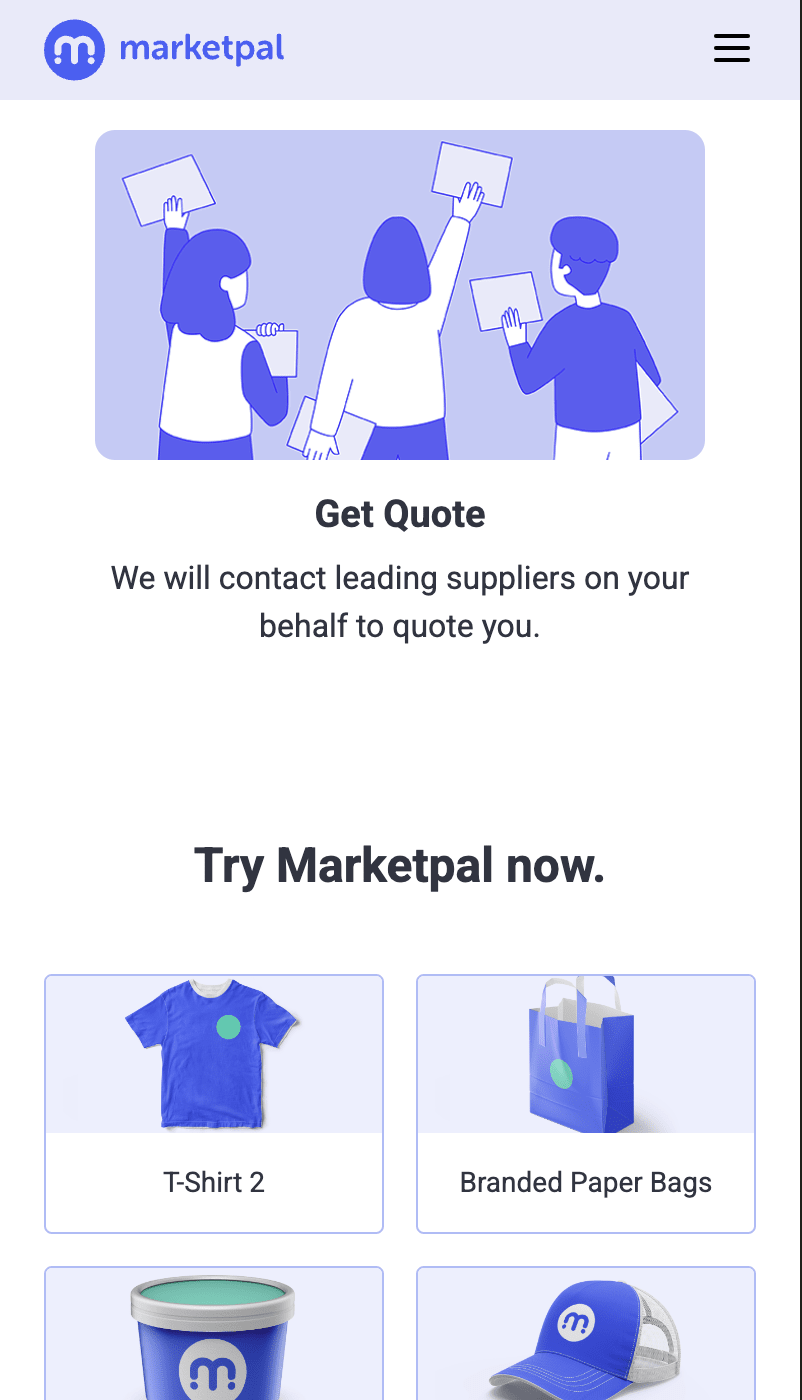 marketpal
Get Quote
We will contact leading suppliers on your
behalf to quote you.
Try Marketpal now.
T-Shirt 2
Branded Paper Bags